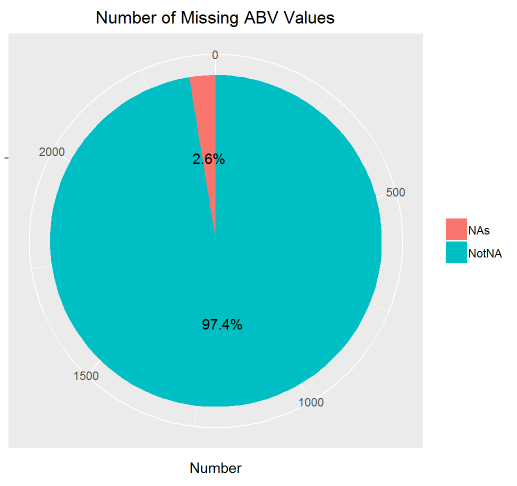 Number of Missing ABV Values
0
2000
2.6%
500
NAs
NotNA
97.4%
1500
1000
Number